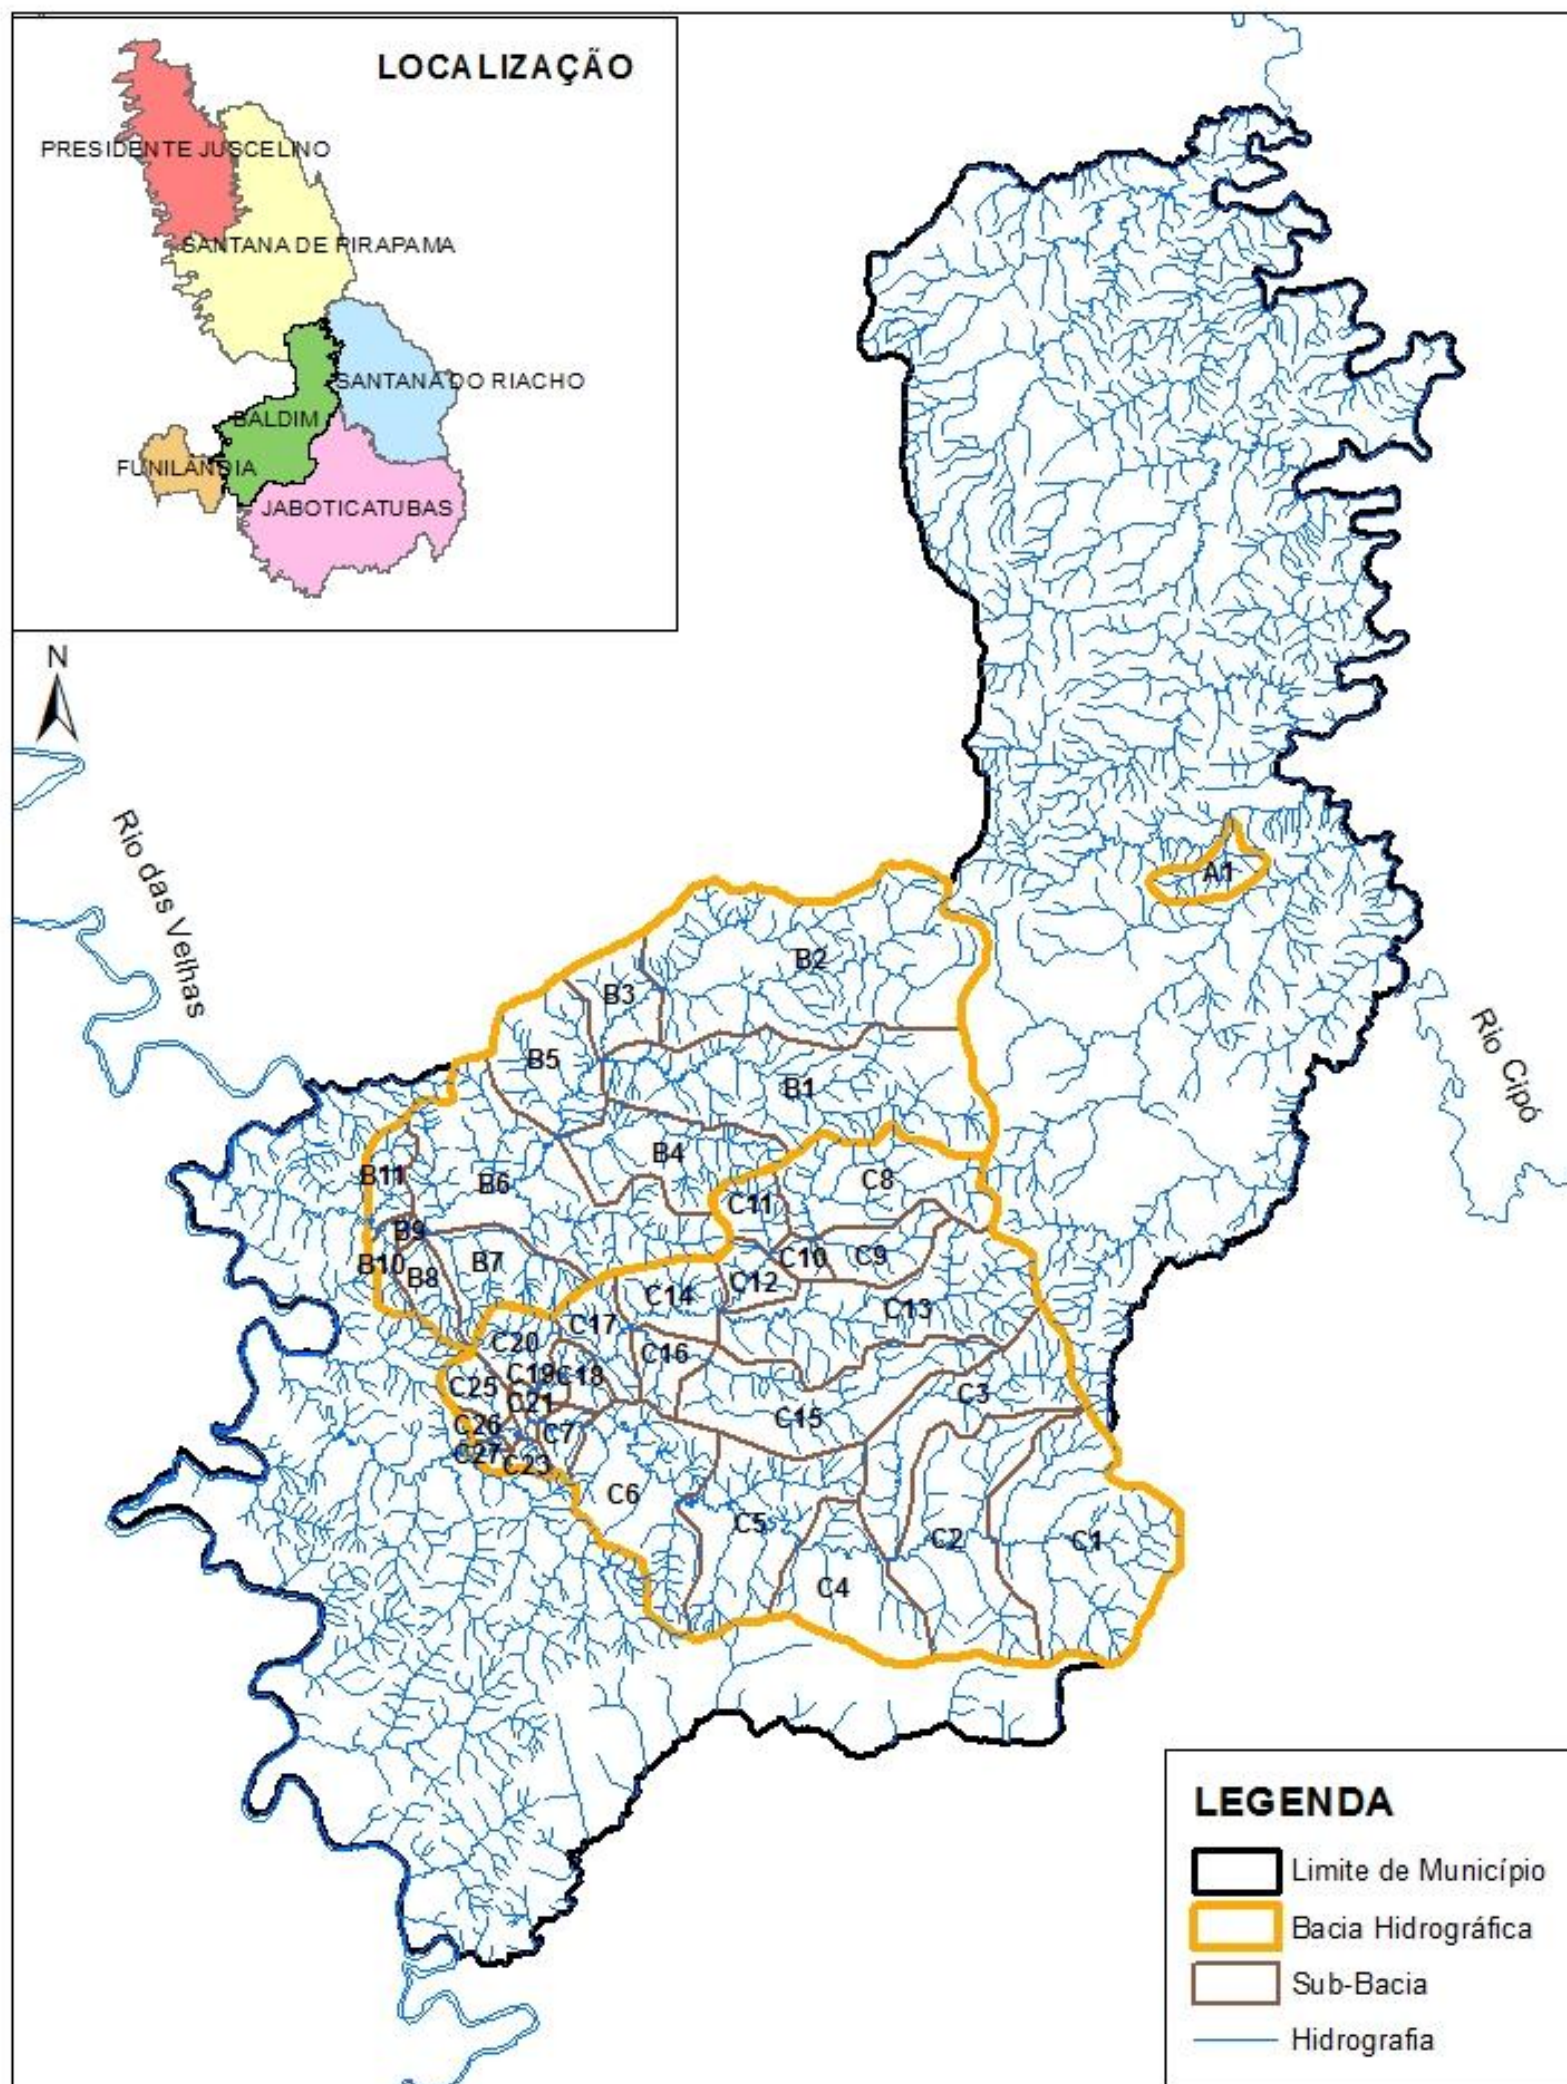 LOCALIZAÇÃO
PRESIDENTE JUSCELINO
SANTANA DE PIRAPAMA
SANTANA DO RIACHO
BALDIM
FUNILANDIA
JABOTICATUBAS
N
Rio das Velhas
Rio Cipó
A1
B2
B3
B5
B1
B4
B11
B6
C8
C11
B9
C10
C9
B10
B8
B7
C12
C14
C13
C17
C20
C16
C19
C18
C25
C3
C21
C15
C26
C7
C27
C23
C6
C5
C2
C1
C4
LEGENDA
Limite de Município
Bacia Hidrográfica
Sub-Bacia
Hidrografia